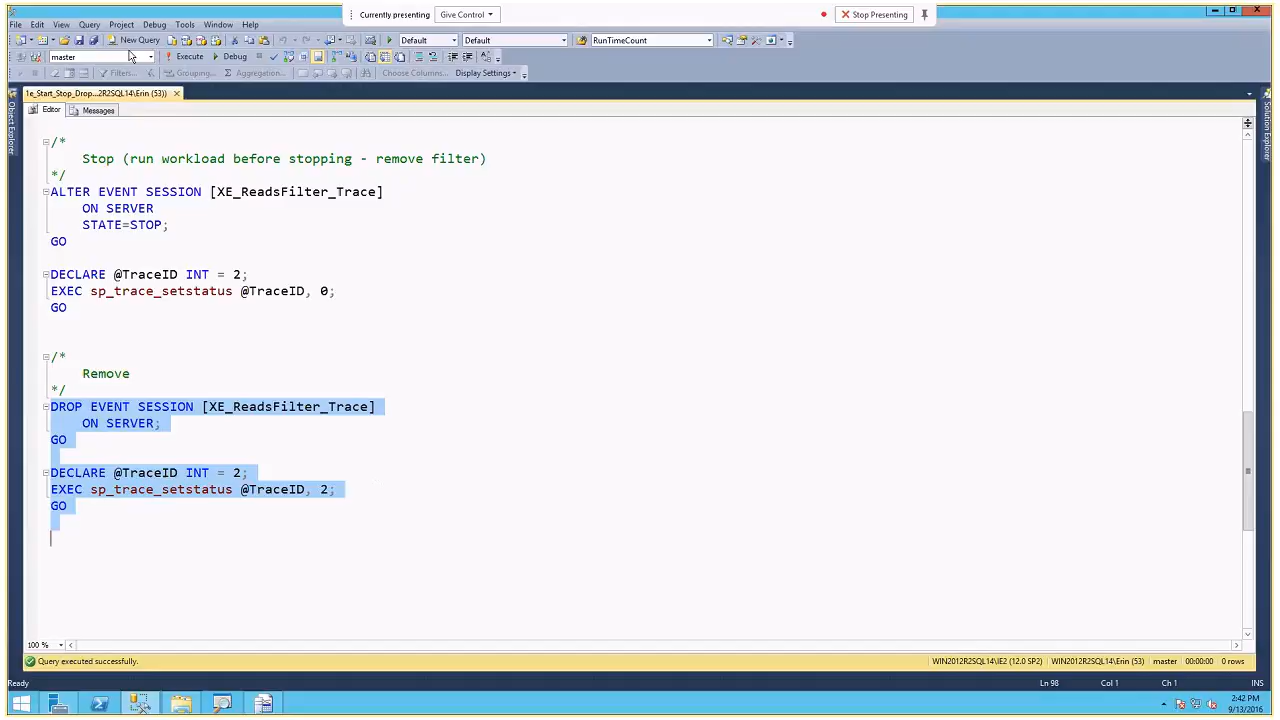 Currently presenting Give Control Stop Presenting
File Edit View Query Project Debug Tools Window Help
New Query Default Default RunTimeCount
master Execute Debug
Filters... Grouping... Aggregation... Choose Columns... Display Settings
1e_Start_Stop_Drop...2R2SQL14\Erin (53))
Editor Messages
Object Explorer
Solution Explorer
/*
Stop (run workload before stopping - remove filter)
*/
ALTER EVENT SESSION [XE_ReadsFilter_Trace]
ON SERVER
STATE=STOP;
GO
DECLARE @TraceID INT = 2;
EXEC sp_trace_setstatus @TraceID, 0;
GO
/*
Remove
*/
DROP EVENT SESSION [XE_ReadsFilter_Trace]
ON SERVER;
GO
DECLARE @TraceID INT = 2;
EXEC sp_trace_setstatus @TraceID, 2;
GO
100 %
Query executed successfully. WIN2012R2SQL14\IE2 (12.0 SP2) WIN2012R2SQL14\Erin (53) master 00:00:00 0 rows
Ready Ln 98 Col 1 Ch 1 INS
2:42 PM
9/13/2016